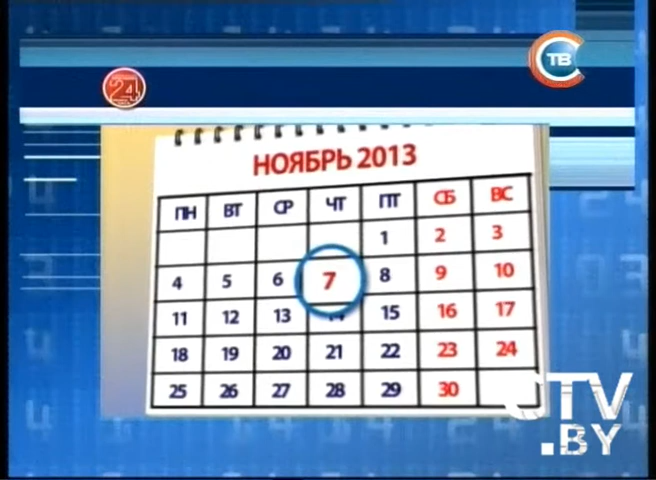 СТВ
24
НОЯБРЬ 2013
ПН ВТ СР ЧТ ПТ СБ ВС
1 2 3
4 5 6 7 8 9 10
11 12 13 14 15 16 17
18 19 20 21 22 23 24
25 26 27 28 29 30
CTV
.BY